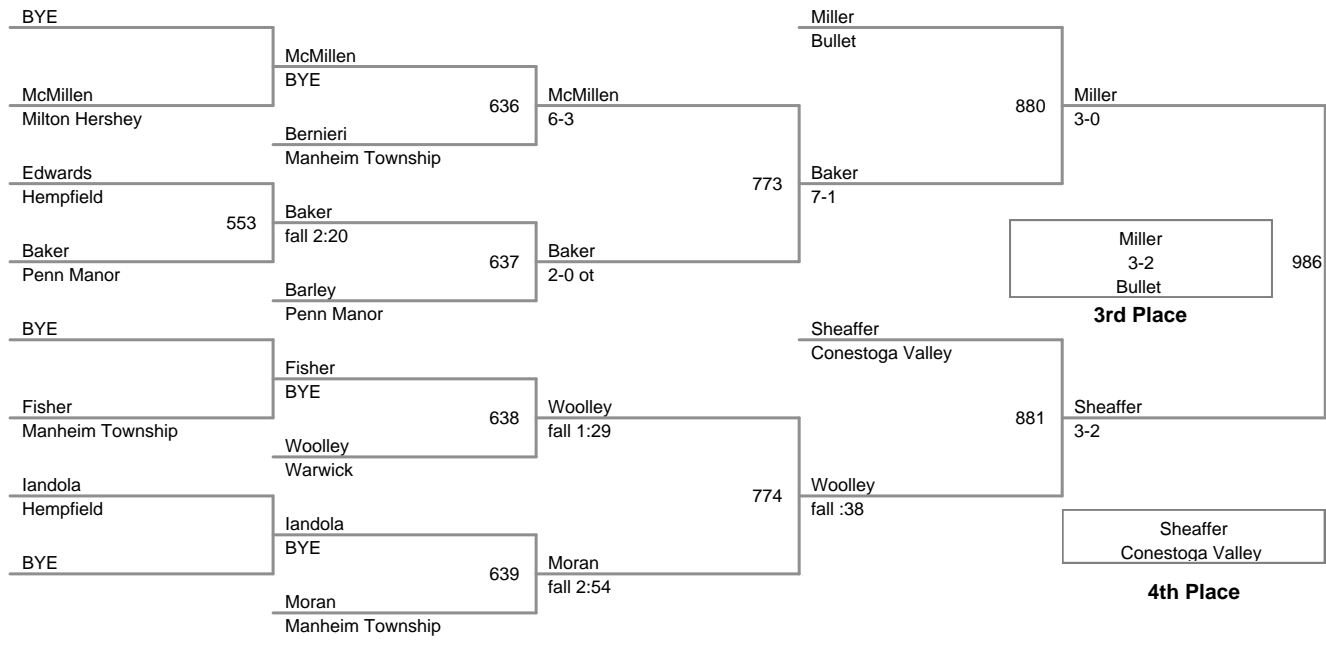 BYE
McMillen
Milton Hershey
Edwards
Hempfield
553
Baker
Penn Manor
BYE
Fisher
Manheim Township
Iandola
Hempfield
BYE
McMillen
BYE
636
Bernieri
Manheim Township
Baker
fall 2:20
637
Barley
Penn Manor
Fisher
BYE
638
Woolley
Warwick
Iandola
BYE
639
Moran
Manheim Township
McMillen
6-3
773
Baker
2-0 ot
Woolley
fall 1:29
774
Moran
fall 2:54
Miller
Bullet
880
Baker
7-1
Sheaffer
Conestoga Valley
881
Woolley
fall :38
Miller
3-0
Miller
3-2
Bullet
986
3rd Place
Sheaffer
3-2
Sheaffer
Conestoga Valley
4th Place